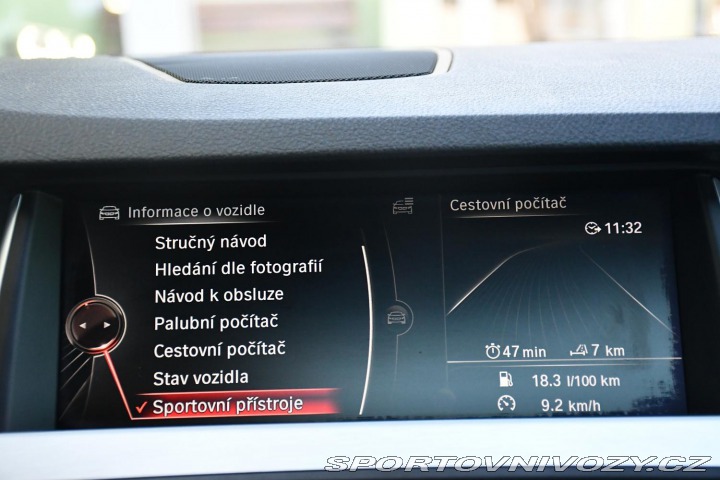 Informace o vozidle
Stručný návod
Hledání dle fotografií
Návod k obsluze
Palubní počítač
Cestovní počítač
Stav vozidla
Sportovní přístroje
Cestovní počítač
11:32
47 min
7 km
18.3 l/100 km
9.2 km/h
WWW.SPORTOVNIVOZY.CZ